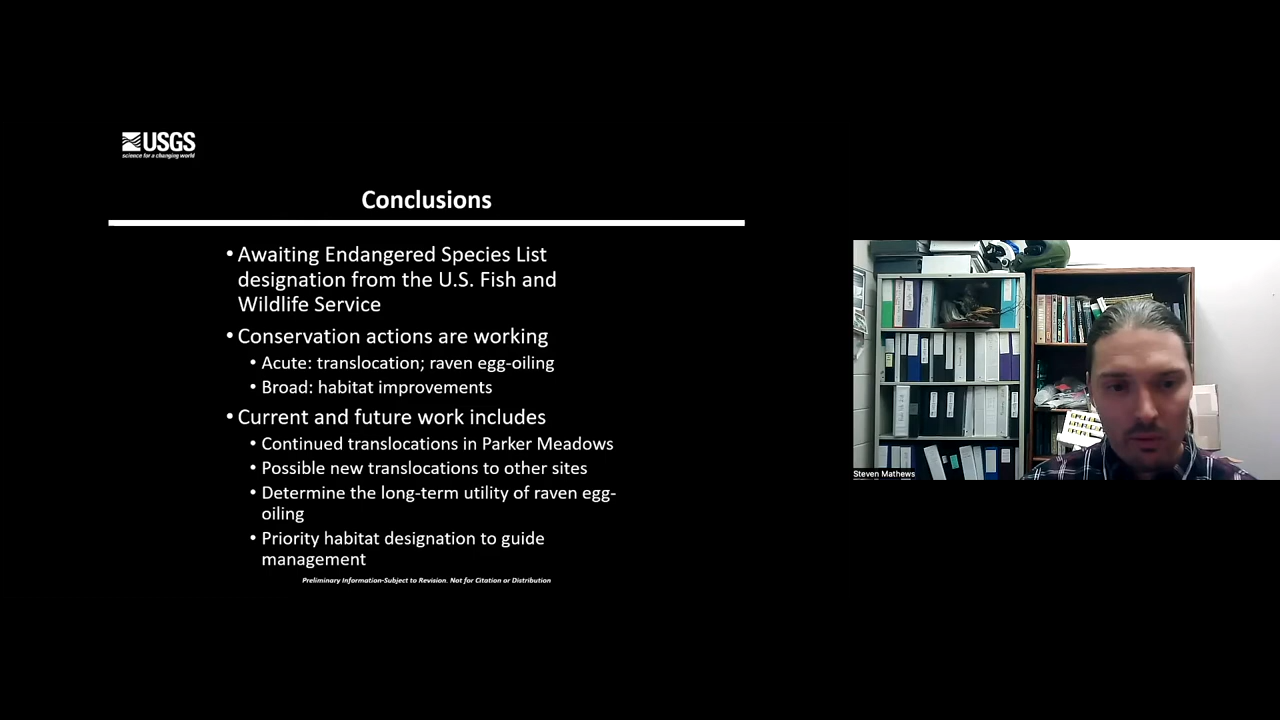 USGS
science for a changing world
Conclusions
• Awaiting Endangered Species List
designation from the U.S. Fish and
Wildlife Service
• Conservation actions are working
• Acute: translocation; raven egg-oiling
• Broad: habitat improvements
• Current and future work includes
• Continued translocations in Parker Meadows
• Possible new translocations to other sites
• Determine the long-term utility of raven egg-
oiling
• Priority habitat designation to guide
management
Preliminary Information-Subject to Revision. Not for Citation or Distribution
Steven Mathews